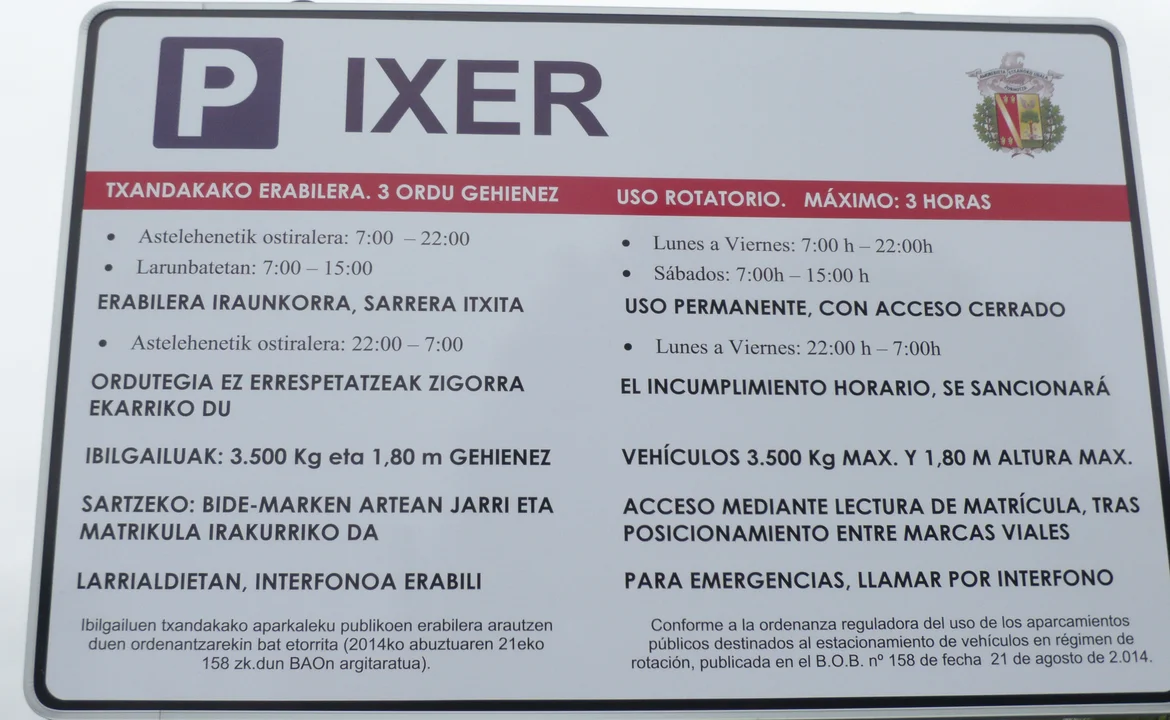 P IXER
TXANDAKAKO ERABILERA. 3 ORDU GEHIENEZ
• Astelehenetik ostiralera: 7:00 – 22:00
• Larunbatetan: 7:00 – 15:00
ERABILERA IRAUNKORRA, SARRERA ITXITA
• Astelehenetik ostiralera: 22:00 – 7:00
ORDUTEGIA EZ ERRESPETATZEAK ZIGORRA
EKARRIKO DU
IBILGAILUAK: 3.500 Kg eta 1,80 m GEHIENEZ
SARTZEKO: BIDE-MARKEN ARTEAN JARRI ETA
MATRIKULA IRAKURRIKO DA
LARRIALDIETAN, INTERFONOA ERABILI
Ibilgailuen txandakako aparkaleku publikoen erabilera arautzen
duen ordenantzarekin bat etorrita (2014ko abuztuaren 21eko
158 zk.dun BAOn argitaratua).
USO ROTATORIO. MÁXIMO: 3 HORAS
• Lunes a Viernes: 7:00 h – 22:00h
• Sábados: 7:00h – 15:00 h
USO PERMANENTE, CON ACCESO CERRADO
• Lunes a Viernes: 22:00 h – 7:00h
EL INCUMPLIMIENTO HORARIO, SE SANCIONARÁ
VEHÍCULOS 3.500 Kg MAX. Y 1,80 M ALTURA MAX.
ACCESO MEDIANTE LECTURA DE MATRÍCULA, TRAS
POSICIONAMIENTO ENTRE MARCAS VIALES
PARA EMERGENCIAS, LLAMAR POR INTERFONO
Conforme a la ordenanza reguladora del uso de los aparcamientos
públicos destinados al estacionamiento de vehículos en régimen de
rotación, publicada en el B.O.B. nº 158 de fecha 21 de agosto de 2.014.